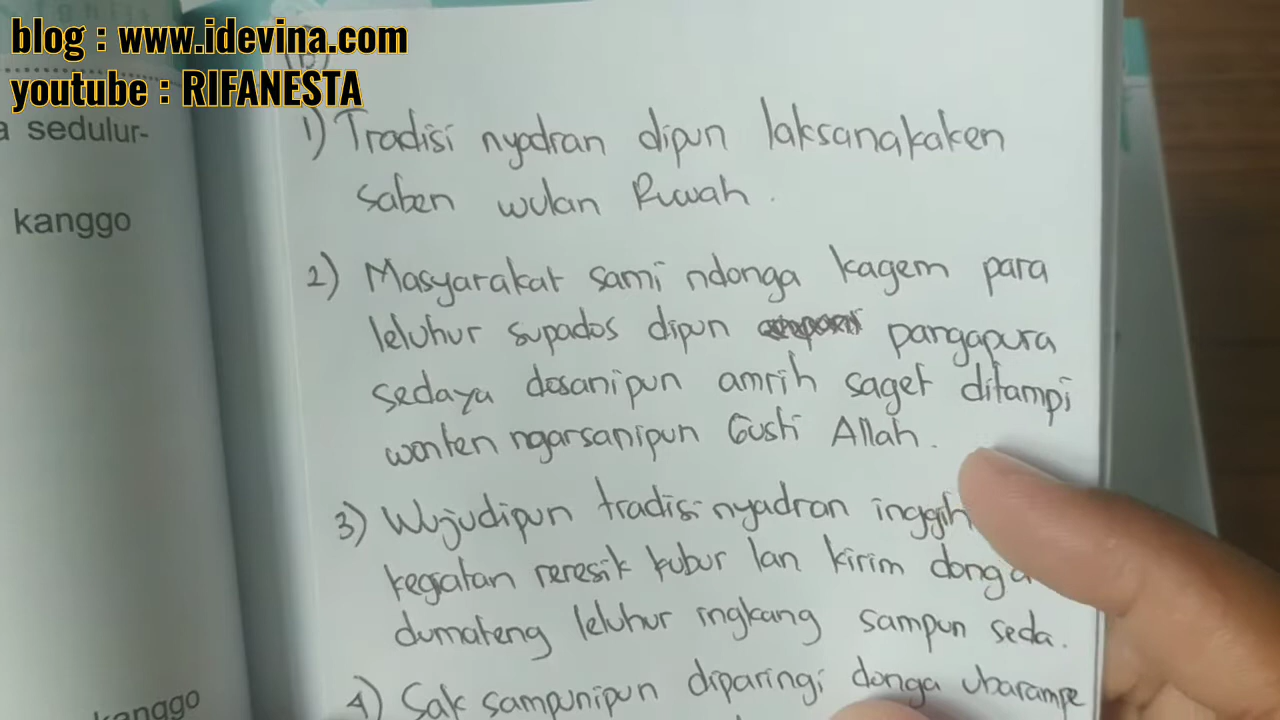 blog : www.idevina.com
youtube : RIFANESTA
a sedulur-
kanggo
kanggo
(B)
1) Tradisi nyadran dipun laksanakaken
saben wulan Ruwah.
2) Masyarakat sami ndonga kagem para
leluhur supados dipun pangapura
sedaya dosanipun amrih saget ditampi
wonten ngarsanipun Gusti Allah.
3) Wujudipun tradisi nyadran inggih
kegiatan reresik kubur lan kirim donga
dumateng leluhur ingkang sampun seda.
4) Sak sampunipun diparingi donga ubarampe